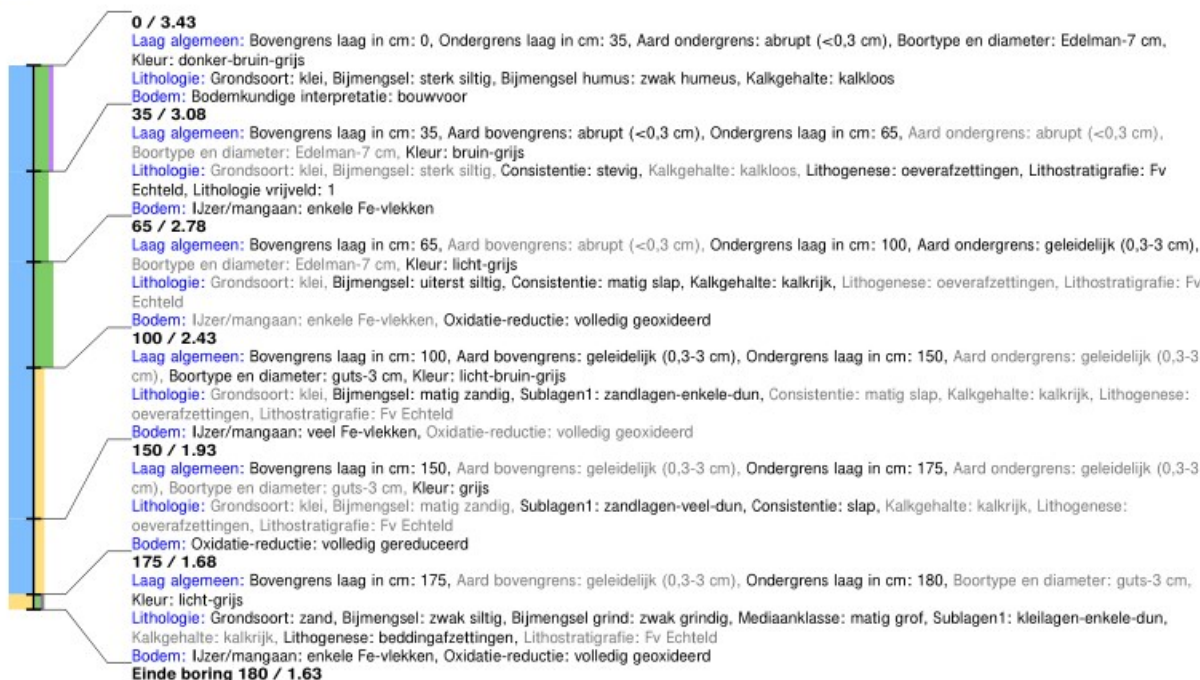 0 / 3.43
Laag algemeen: Bovengrens laag in cm: 0, Ondergrens laag in cm: 35, Aard ondergrens: abrupt (<0,3 cm), Boortype en diameter: Edelman-7 cm,
Kleur: donker-bruin-grijs
Lithologie: Grondsoort: klei, Bijmengsel: sterk siltig, Bijmengsel humus: zwak humeus, Kalkgehalte: kalkloos
Bodem: Bodemkundige interpretatie: bouwvoor
35 / 3.08
Laag algemeen: Bovengrens laag in cm: 35, Aard bovengrens: abrupt (<0,3 cm), Ondergrens laag in cm: 65, Aard ondergrens: abrupt (<0,3 cm),
Boortype en diameter: Edelman-7 cm, Kleur: bruin-grijs
Lithologie: Grondsoort: klei, Bijmengsel: sterk siltig, Consistentie: stevig, Kalkgehalte: kalkloos, Lithogenese: oeverafzettingen, Lithostratigrafie: Fv
Echteld, Lithologie vrijveld: 1
Bodem: IJzer/mangaan: enkele Fe-vlekken
65 / 2.78
Laag algemeen: Bovengrens laag in cm: 65, Aard bovengrens: abrupt (<0,3 cm), Ondergrens laag in cm: 100, Aard ondergrens: geleidelijk (0,3-3 cm),
Boortype en diameter: Edelman-7 cm, Kleur: licht-grijs
Lithologie: Grondsoort: klei, Bijmengsel: uiterst siltig, Consistentie: matig slap, Kalkgehalte: kalkrijk, Lithogenese: oeverafzettingen, Lithostratigrafie: Fv
Echteld
Bodem: IJzer/mangaan: enkele Fe-vlekken, Oxidatie-reductie: volledig geoxideerd
100 / 2.43
Laag algemeen: Bovengrens laag in cm: 100, Aard bovengrens: geleidelijk (0,3-3 cm), Ondergrens laag in cm: 150, Aard ondergrens: geleidelijk (0,3-3
cm), Boortype en diameter: guts-3 cm, Kleur: licht-bruin-grijs
Lithologie: Grondsoort: klei, Bijmengsel: matig zandig, Sublagen1: zandlagen-enkele-dun, Consistentie: matig slap, Kalkgehalte: kalkrijk, Lithogenese:
oeverafzettingen, Lithostratigrafie: Fv Echteld
Bodem: IJzer/mangaan: veel Fe-vlekken, Oxidatie-reductie: volledig geoxideerd
150 / 1.93
Laag algemeen: Bovengrens laag in cm: 150, Aard bovengrens: geleidelijk (0,3-3 cm), Ondergrens laag in cm: 175, Aard ondergrens: geleidelijk (0,3-3
cm), Boortype en diameter: guts-3 cm, Kleur: grijs
Lithologie: Grondsoort: klei, Bijmengsel: matig zandig, Sublagen1: zandlagen-veel-dun, Consistentie: slap, Kalkgehalte: kalkrijk, Lithogenese:
oeverafzettingen, Lithostratigrafie: Fv Echteld
Bodem: Oxidatie-reductie: volledig gereduceerd
175 / 1.68
Laag algemeen: Bovengrens laag in cm: 175, Aard bovengrens: geleidelijk (0,3-3 cm), Ondergrens laag in cm: 180, Boortype en diameter: guts-3 cm,
Kleur: licht-grijs
Lithologie: Grondsoort: zand, Bijmengsel: zwak siltig, Bijmengsel grind: zwak grindig, Mediaanklasse: matig grof, Sublagen1: kleilagen-enkele-dun,
Kalkgehalte: kalkrijk, Lithogenese: beddingafzettingen, Lithostratigrafie: Fv Echteld
Bodem: IJzer/mangaan: enkele Fe-vlekken, Oxidatie-reductie: volledig geoxideerd
Einde boring 180 / 1.63